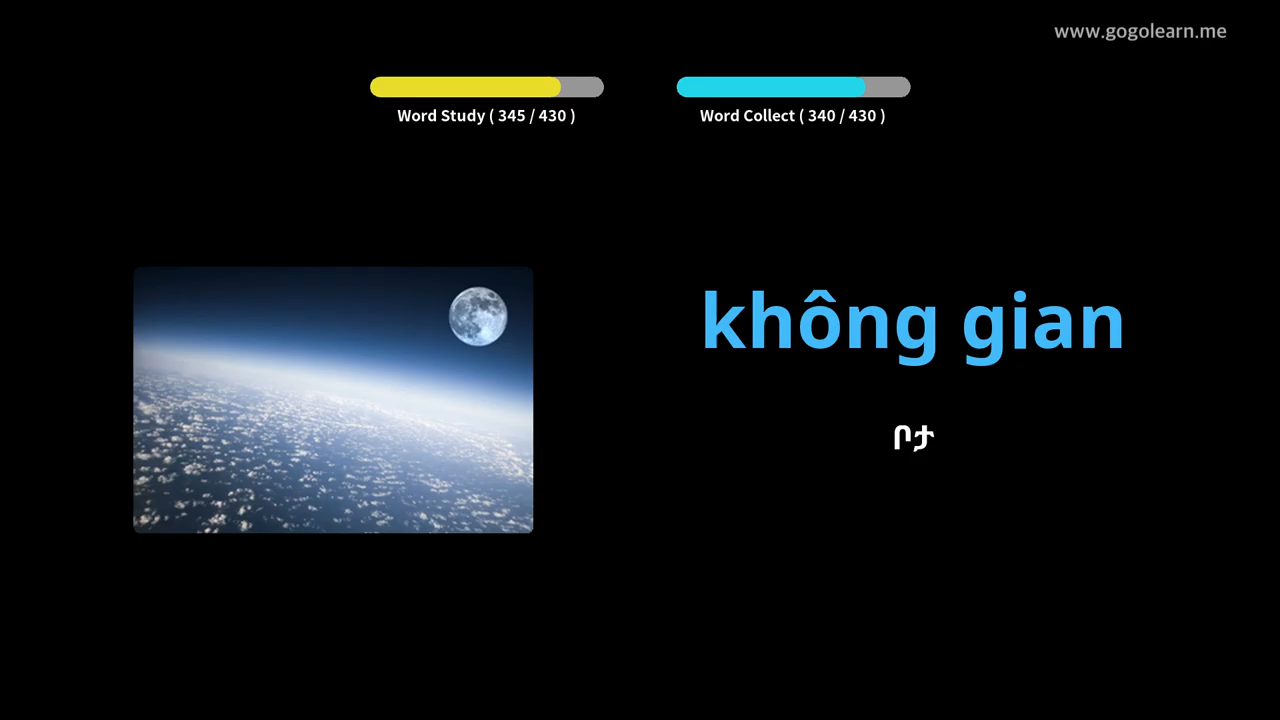 www.gogolearn.me
Word Study ( 345 / 430 )
Word Collect ( 340 / 430 )
không gian
ቦታ